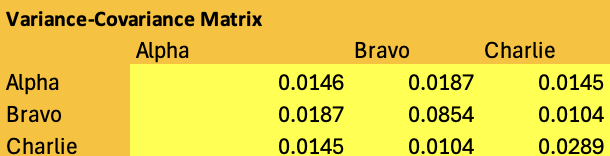 Variance-Covariance Matrix
Alpha Bravo Charlie
Alpha 0.0146 0.0187 0.0145
Bravo 0.0187 0.0854 0.0104
Charlie 0.0145 0.0104 0.0289